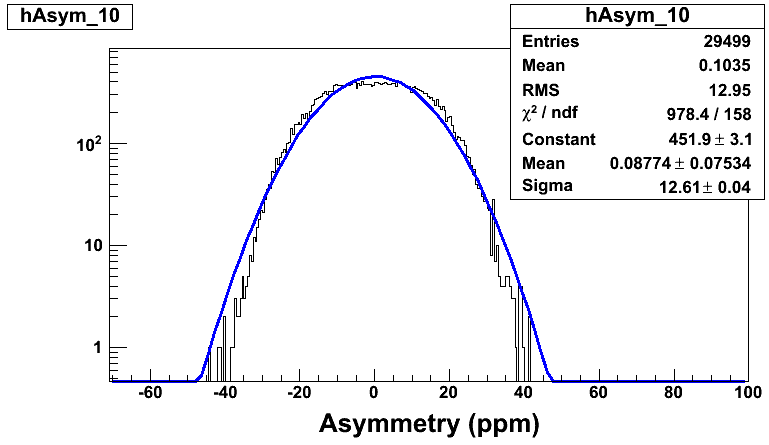 hAsym_10
hAsym_10
Entries 29499
Mean 0.1035
RMS 12.95
χ² / ndf 978.4 / 158
Constant 451.9 ± 3.1
Mean 0.08774 ± 0.07534
Sigma 12.61 ± 0.04
10²
10
1
-60 -40 -20 0 20 40 60 80 100
Asymmetry (ppm)